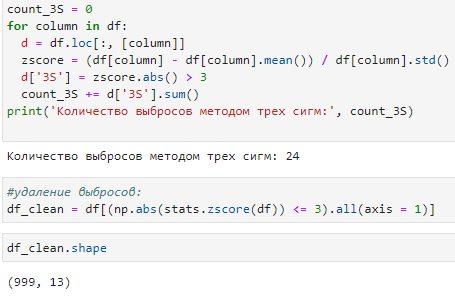 count_3S = 0
for column in df:
  d = df.loc[:, [column]]
  zscore = (df[column] - df[column].mean()) / df[column].std()
  d['3S'] = zscore.abs() > 3
  count_3S += d['3S'].sum()
print('Количество выбросов методом трех сигм:', count_3S)
Количество выбросов методом трех сигм: 24
#удаление выбросов:
df_clean = df[(np.abs(stats.zscore(df)) <= 3).all(axis = 1)]
df_clean.shape
(999, 13)